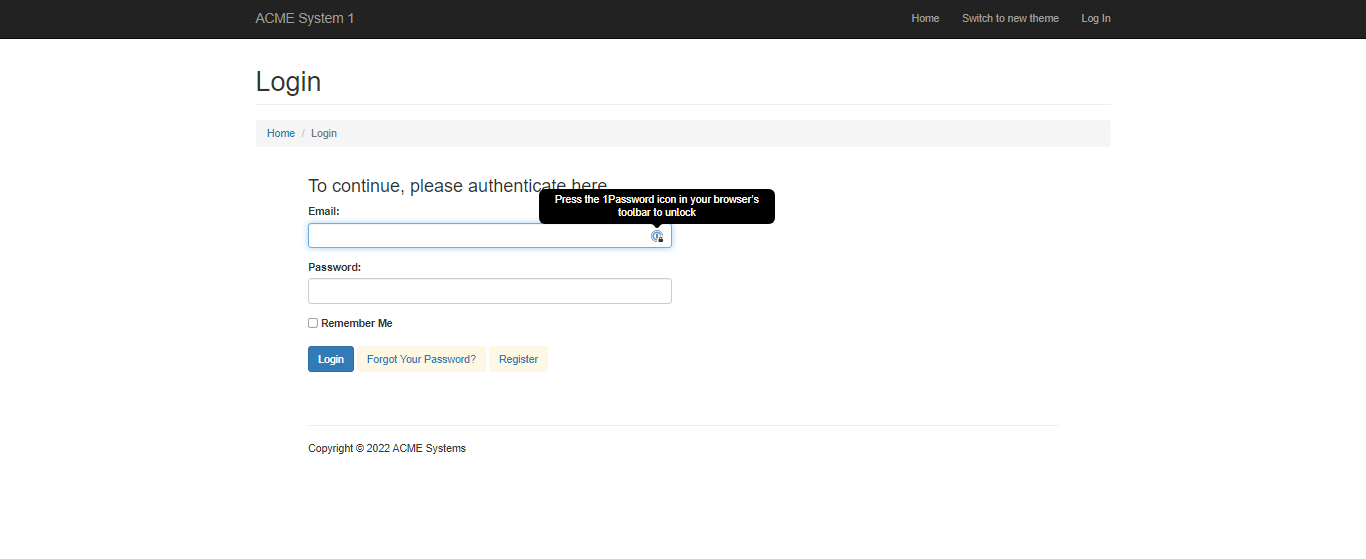 ACME System 1
Home
Switch to new theme
Log In
Login
Home / Login
To continue, please authenticate here
Press the 1Password icon in your browser's
toolbar to unlock
Email:
Password:
Remember Me
Login
Forgot Your Password?
Register
Copyright © 2022 ACME Systems